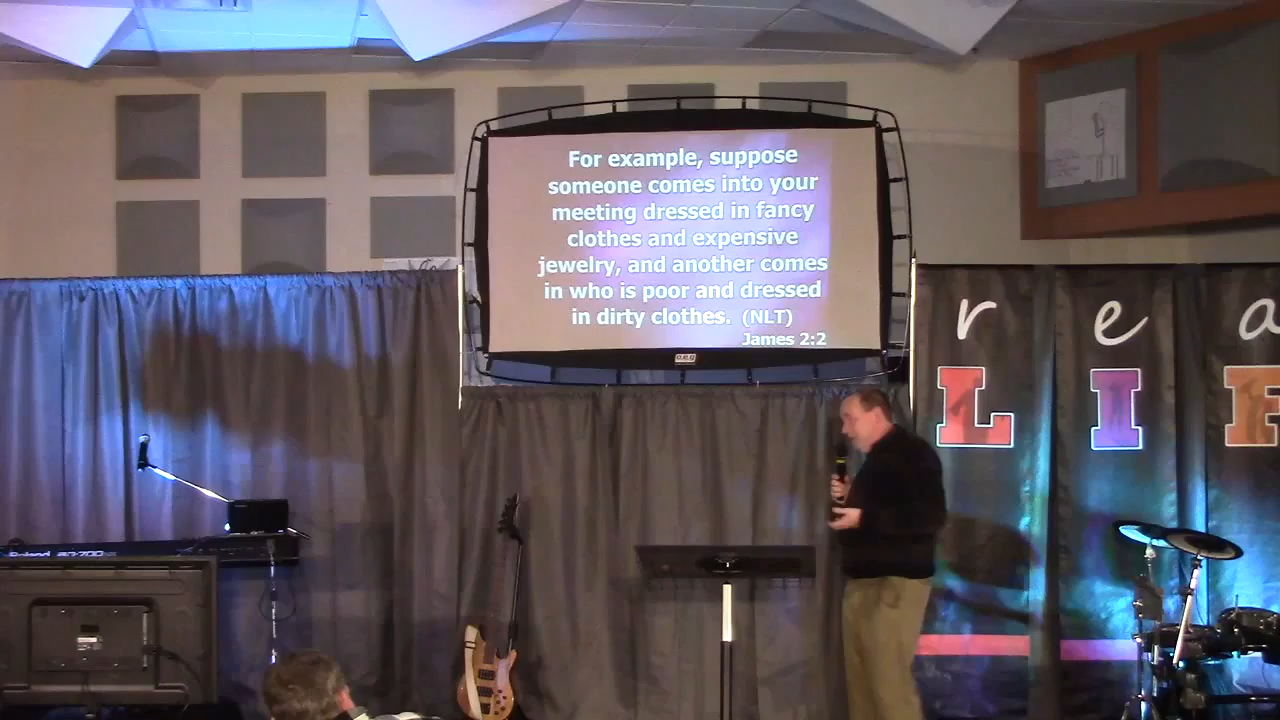 For example, suppose
someone comes into your
meeting dressed in fancy
clothes and expensive
jewelry, and another comes
in who is poor and dressed
in dirty clothes. (NLT)
James 2:2
r e a
L I F
Roland